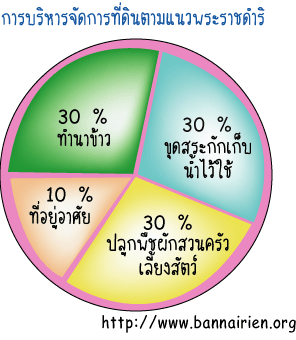 การบริหารจัดการที่ดินตามแนวพระราชดำริ
30 %
ทำนาข้าว
30 %
ขุดสระกักเก็บ
น้ำไว้ใช้
10 %
ที่อยู่อาศัย
30 %
ปลูกพืชผักสวนครัว
เลี้ยงสัตว์
http://www.bannairien.org